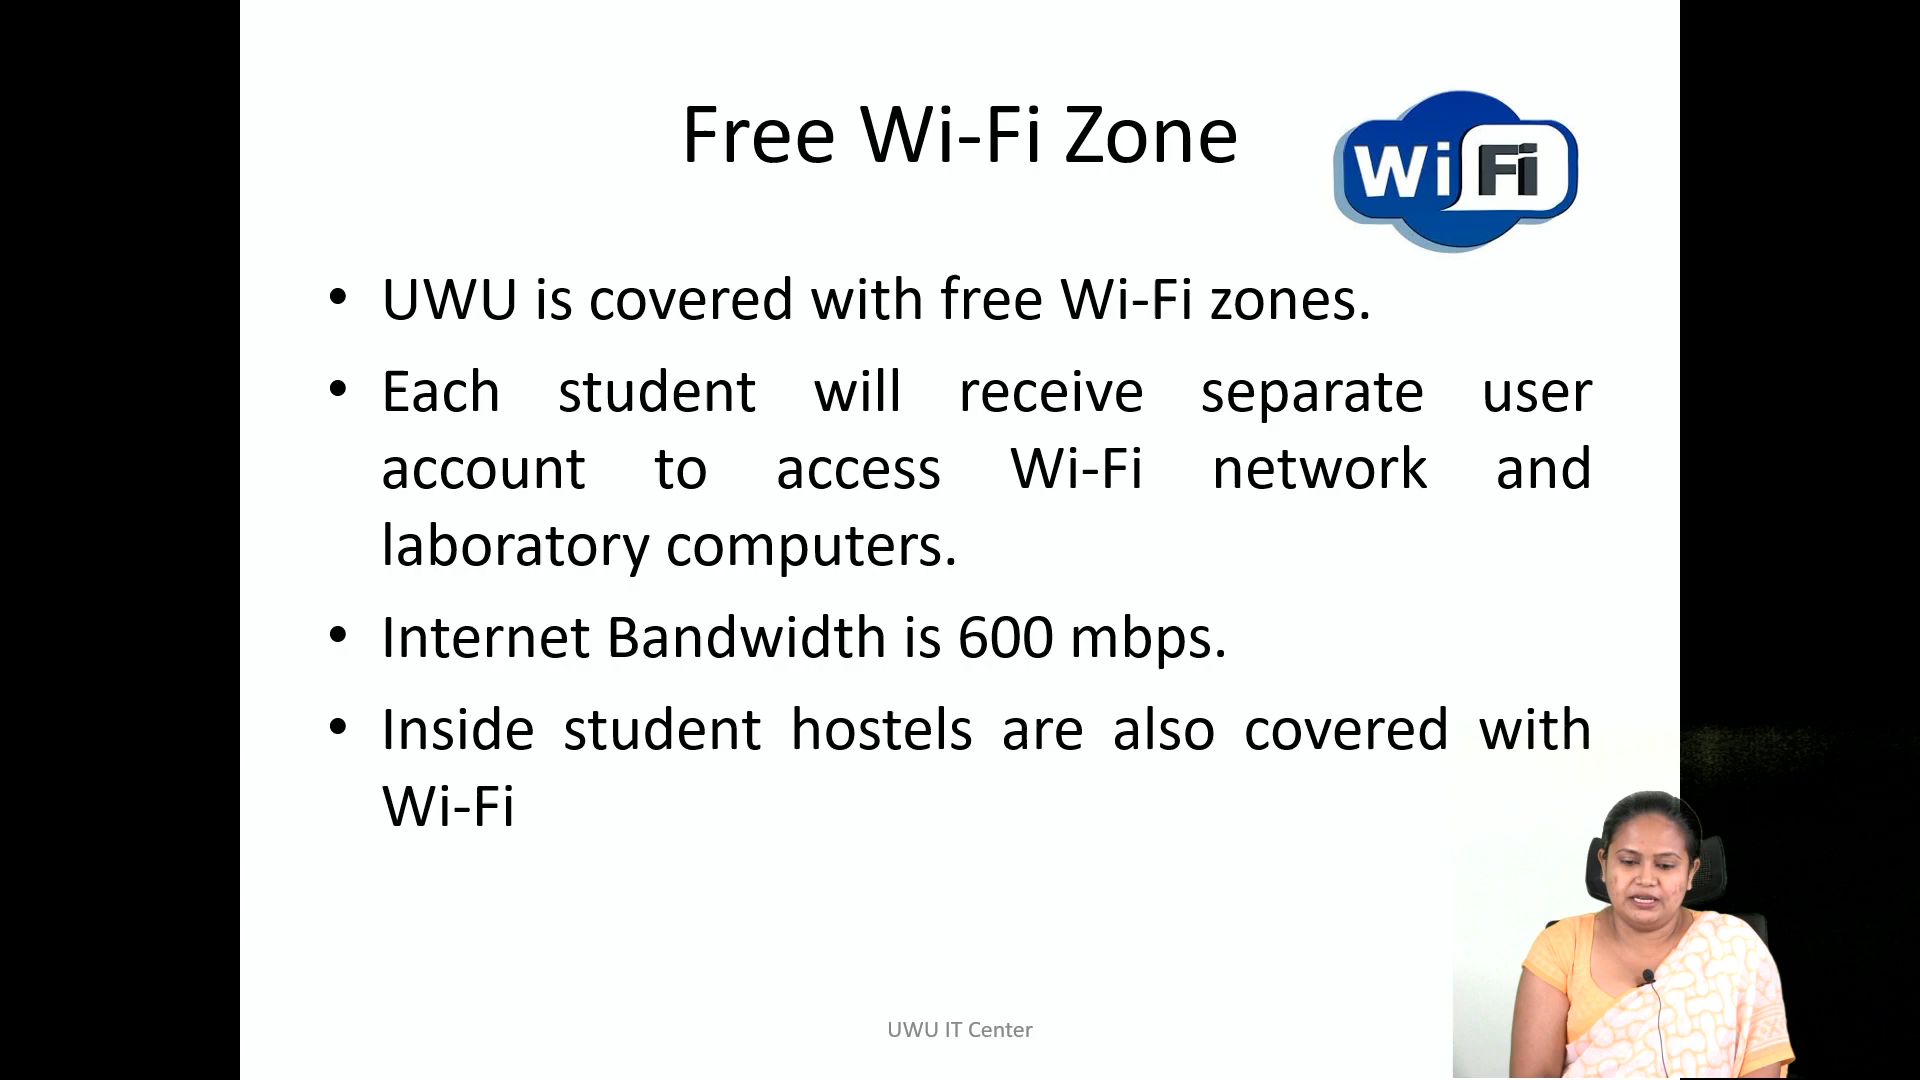 Free Wi-Fi Zone
Wi Fi
• UWU is covered with free Wi-Fi zones.
• Each student will receive separate user
account to access Wi-Fi network and
laboratory computers.
• Internet Bandwidth is 600 mbps.
• Inside student hostels are also covered with
Wi-Fi
UWU IT Center